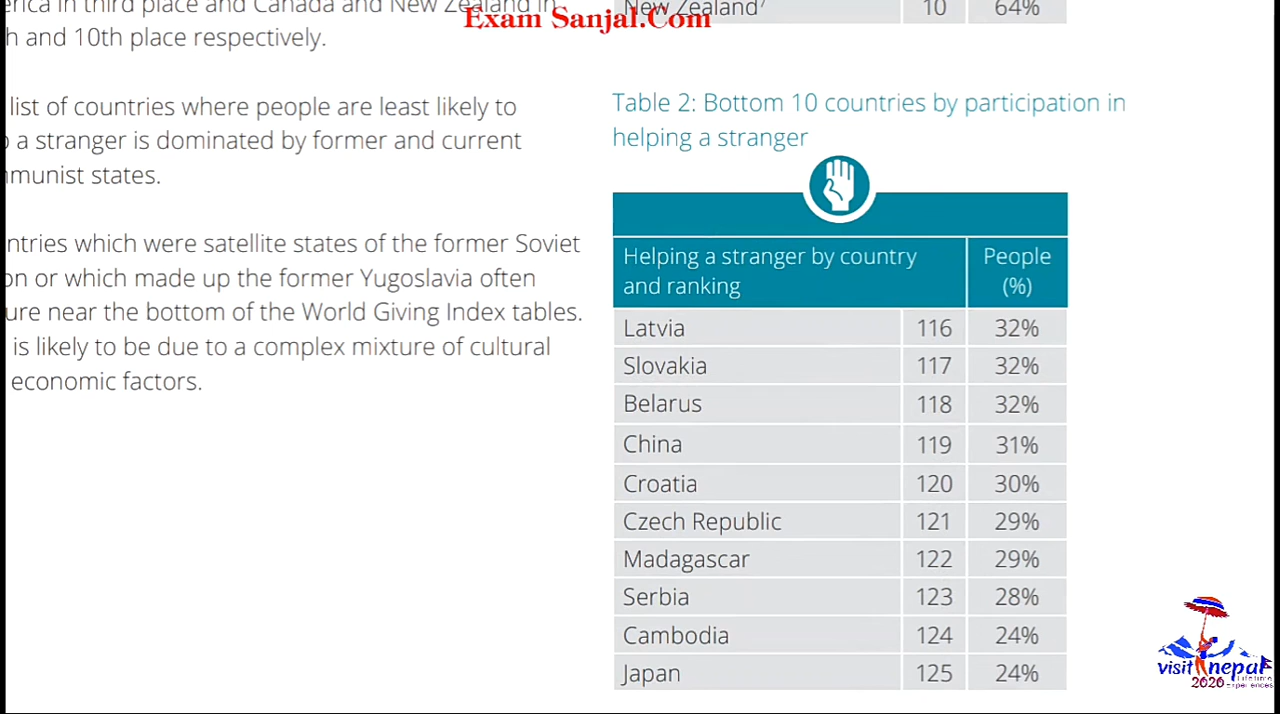 Exam Sanjal.Com
erica in third place and Canada and New Zealand in
h and 10th place respectively.
list of countries where people are least likely to
a stranger is dominated by former and current
munist states.
ntries which were satellite states of the former Soviet
on or which made up the former Yugoslavia often
ure near the bottom of the World Giving Index tables.
is likely to be due to a complex mixture of cultural
economic factors.
New Zealand⁷ 10 64%
Table 2: Bottom 10 countries by participation in
helping a stranger
Helping a stranger by country
and ranking
People
(%)
Latvia 116 32%
Slovakia 117 32%
Belarus 118 32%
China 119 31%
Croatia 120 30%
Czech Republic 121 29%
Madagascar 122 29%
Serbia 123 28%
Cambodia 124 24%
Japan 125 24%
visit nepal
2020 Lifetime
Experiences